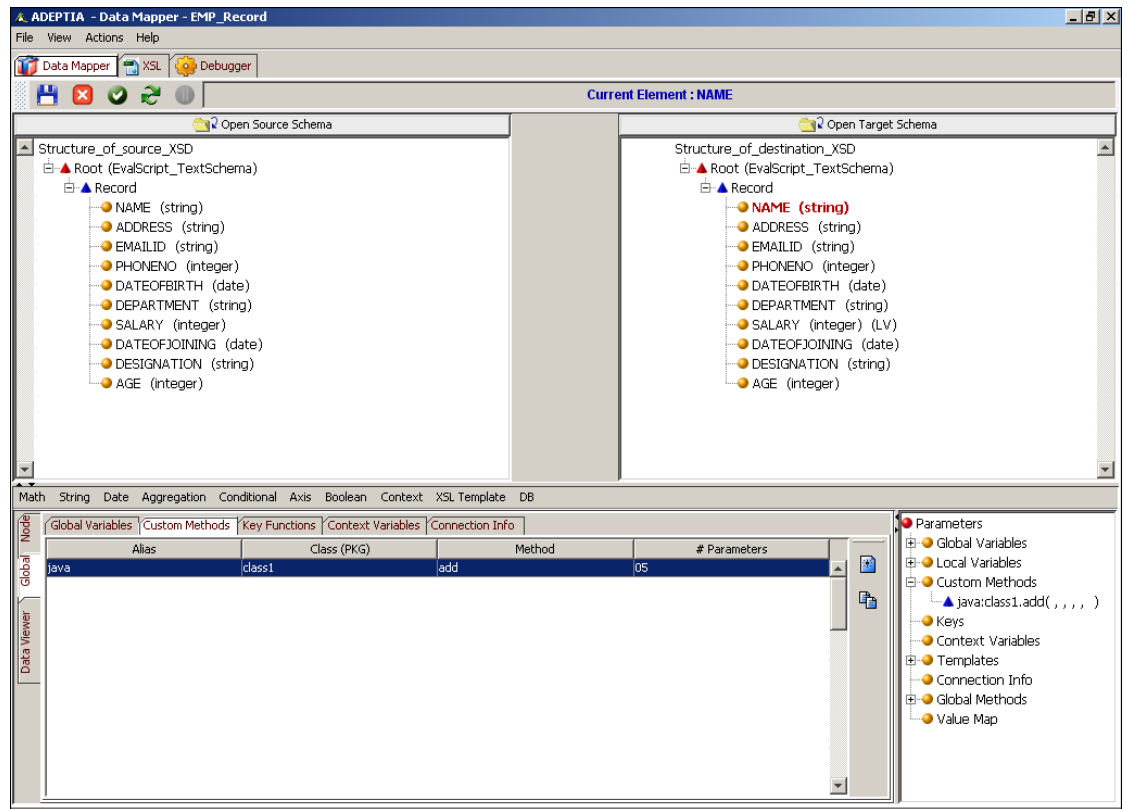 ADEPTIA - Data Mapper - EMP_Record
File View Actions Help
Data Mapper XSL Debugger
Current Element : NAME
Open Source Schema
Structure_of_source_XSD
Root (EvalScript_TextSchema)
Record
NAME (string)
ADDRESS (string)
EMAILID (string)
PHONENO (integer)
DATEOFBIRTH (date)
DEPARTMENT (string)
SALARY (integer)
DATEOFJOINING (date)
DESIGNATION (string)
AGE (integer)
Open Target Schema
Structure_of_destination_XSD
Root (EvalScript_TextSchema)
Record
NAME (string)
ADDRESS (string)
EMAILID (string)
PHONENO (integer)
DATEOFBIRTH (date)
DEPARTMENT (string)
SALARY (integer) (LV)
DATEOFJOINING (date)
DESIGNATION (string)
AGE (integer)
Math String Date Aggregation Conditional Axis Boolean Context XSL Template DB
Node
Global
Data Viewer
Global Variables Custom Methods Key Functions Context Variables Connection Info
Alias Class (PKG) Method # Parameters
java class1 add 05
Parameters
Global Variables
Local Variables
Custom Methods
java:class1.add( , , , , )
Keys
Context Variables
Templates
Connection Info
Global Methods
Value Map